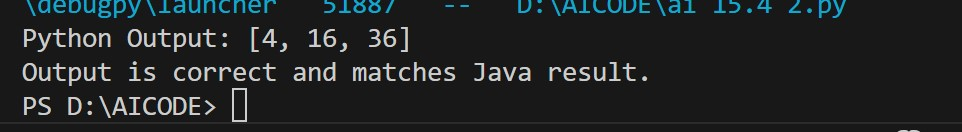 \debugpy\launcher  51887  --  D:\AICODE\ai 15.4 2.py
Python Output: [4, 16, 36]
Output is correct and matches Java result.
PS D:\AICODE>